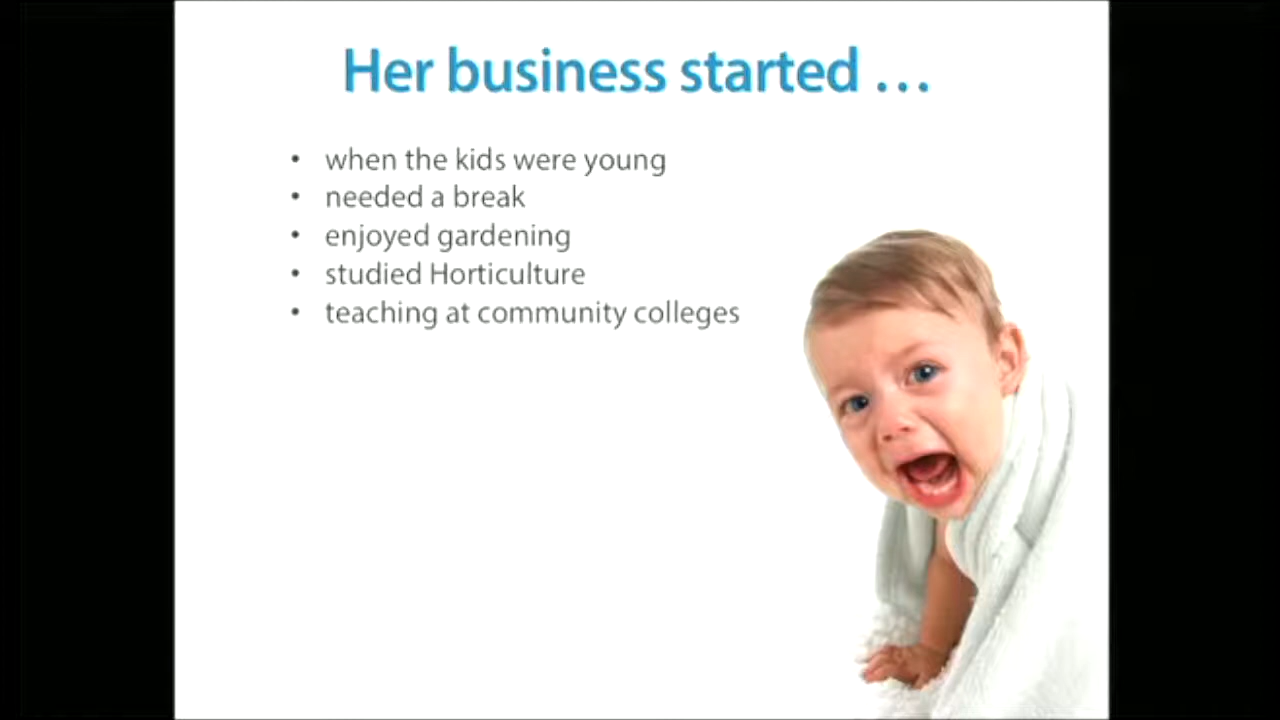 Her business started ...
• when the kids were young
• needed a break
• enjoyed gardening
• studied Horticulture
• teaching at community colleges